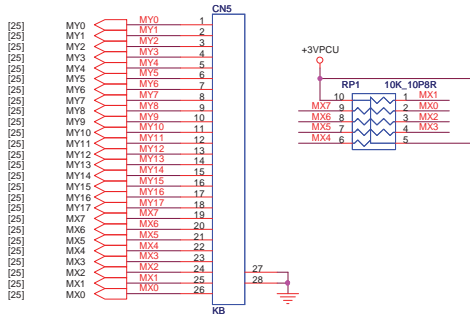 CN5
[25] MY0 MY0 1
[25] MY1 MY1 2
[25] MY2 MY2 3
[25] MY3 MY3 4
[25] MY4 MY4 5
[25] MY5 MY5 6
[25] MY6 MY6 7
[25] MY7 MY7 8
[25] MY8 MY8 9
[25] MY9 MY9 10
[25] MY10 MY10 11
[25] MY11 MY11 12
[25] MY12 MY12 13
[25] MY13 MY13 14
[25] MY14 MY14 15
[25] MY15 MY15 16
[25] MY16 MY16 17
[25] MY17 MY17 18
[25] MX7 MX7 19
[25] MX6 MX6 20
[25] MX5 MX5 21
[25] MX4 MX4 22
[25] MX3 MX3 23
[25] MX2 MX2 24 27
[25] MX1 MX1 25 28
[25] MX0 MX0 26
KB
+3VPCU
RP1 10K_10P8R
10 1 MX1
MX7 9 2 MX0
MX6 8 3 MX2
MX5 7 4 MX3
MX4 6 5